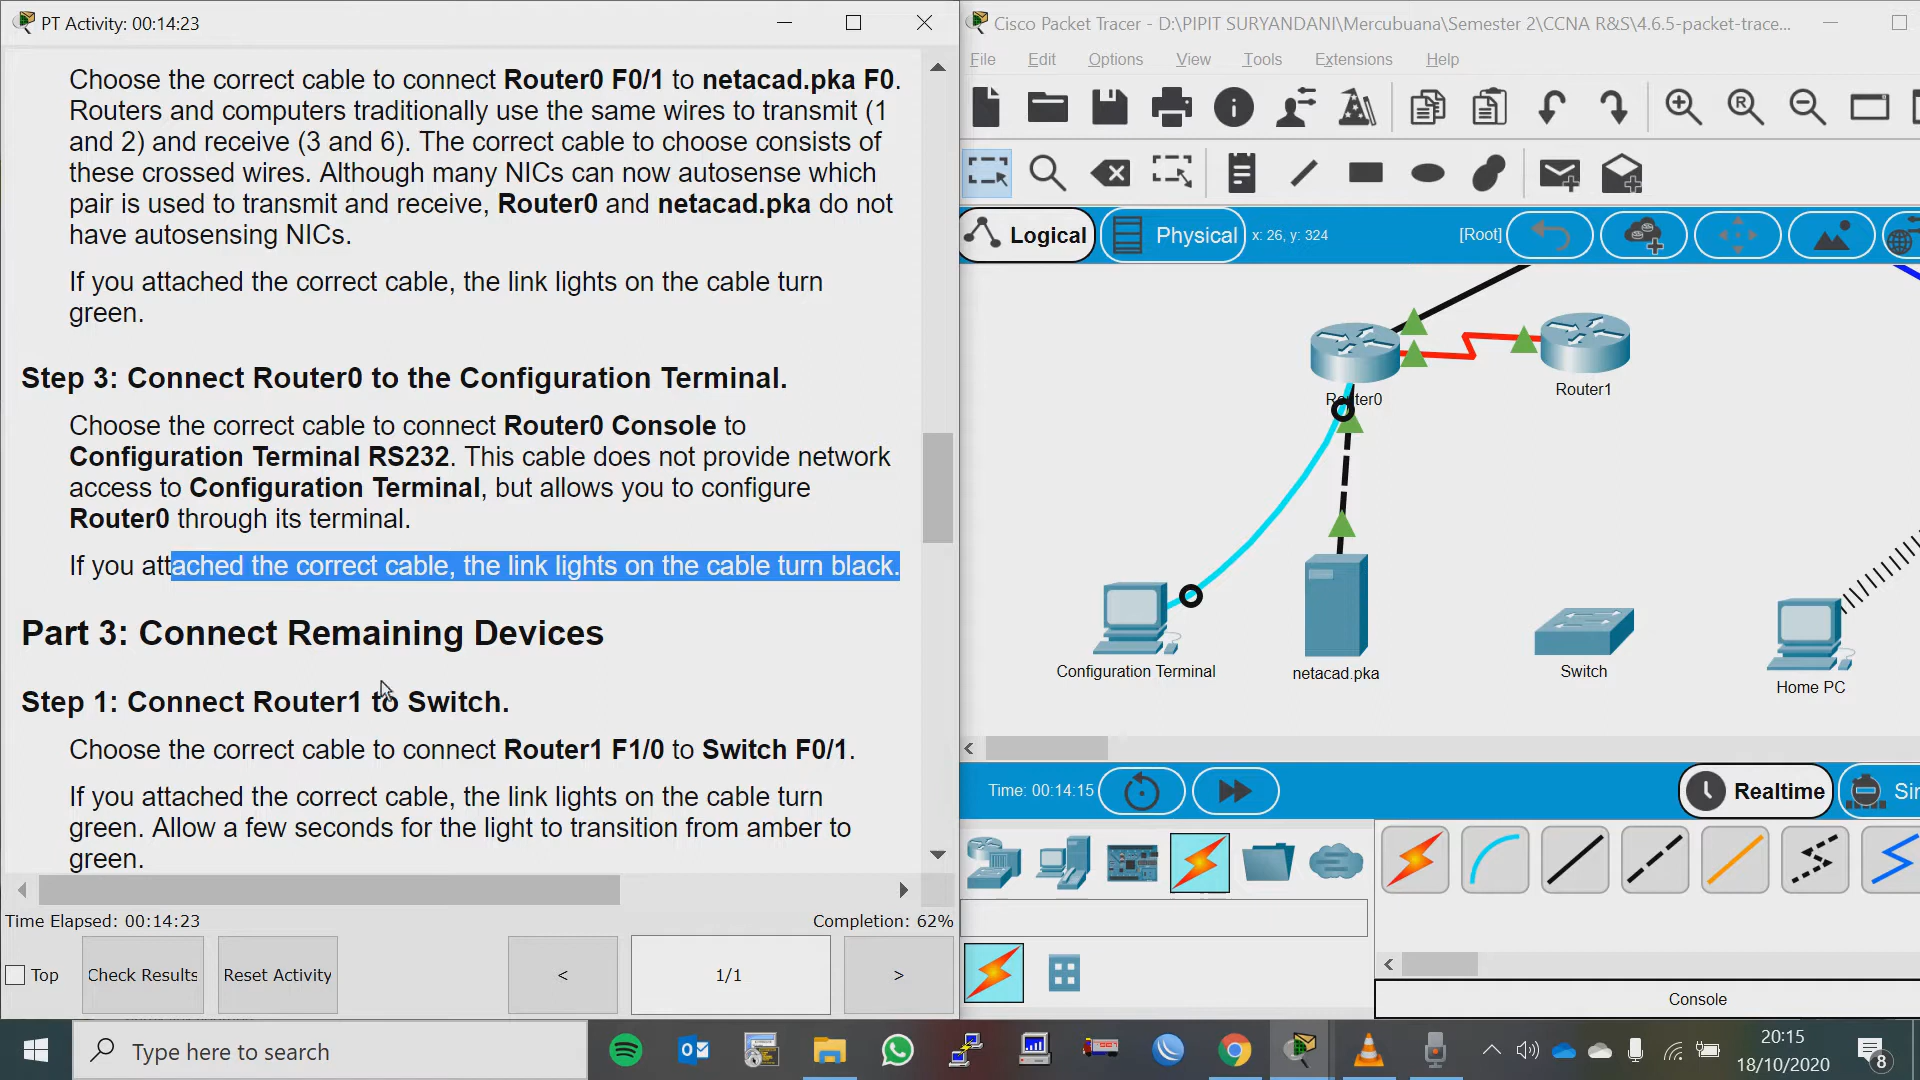 PT Activity: 00:14:23
Choose the correct cable to connect Router0 F0/1 to netacad.pka F0.
Routers and computers traditionally use the same wires to transmit (1
and 2) and receive (3 and 6). The correct cable to choose consists of
these crossed wires. Although many NICs can now autosense which
pair is used to transmit and receive, Router0 and netacad.pka do not
have autosensing NICs.
If you attached the correct cable, the link lights on the cable turn
green.
Step 3: Connect Router0 to the Configuration Terminal.
Choose the correct cable to connect Router0 Console to
Configuration Terminal RS232. This cable does not provide network
access to Configuration Terminal, but allows you to configure
Router0 through its terminal.
If you attached the correct cable, the link lights on the cable turn black.
Part 3: Connect Remaining Devices
Step 1: Connect Router1 to Switch.
Choose the correct cable to connect Router1 F1/0 to Switch F0/1.
If you attached the correct cable, the link lights on the cable turn
green. Allow a few seconds for the light to transition from amber to
green.
Time Elapsed: 00:14:23
Completion: 62%
Top
Check Results
Reset Activity
<
1/1
>
Cisco Packet Tracer - D:\PIPIT SURYANDANI\Mercubuana\Semester 2\CCNA R&S\4.6.5-packet-trace...
File
Edit
Options
View
Tools
Extensions
Help
Logical
Physical
x: 26, y: 324
[Root]
Router0
Router1
Configuration Terminal
netacad.pka
Switch
Home PC
Time: 00:14:15
Realtime
Console
Type here to search
20:15
18/10/2020
8